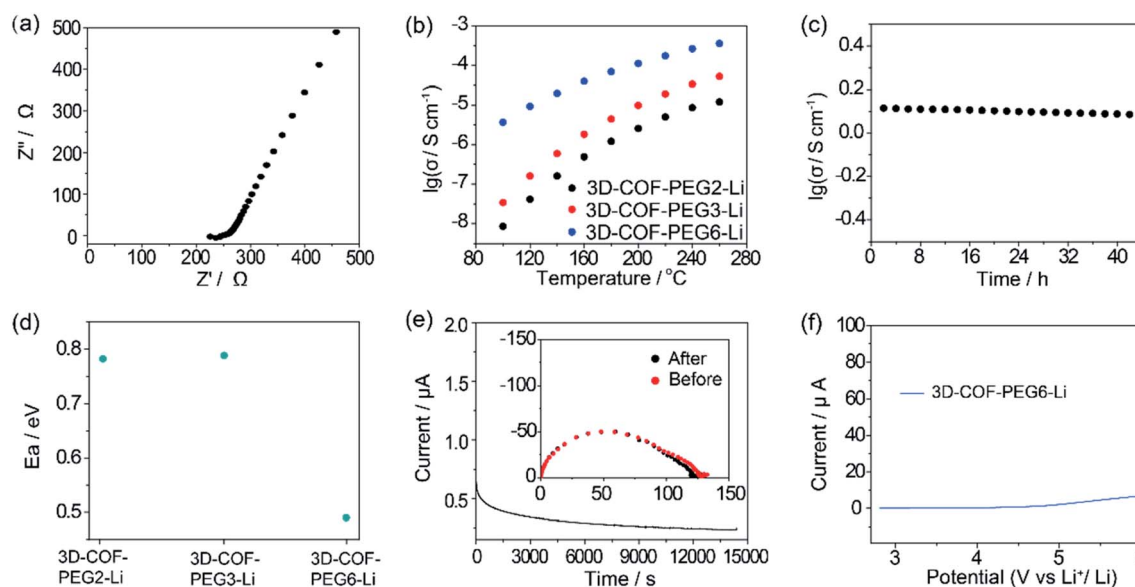 (a)
500
400
300
200
100
0
Z'' / Ω
0
100
200
300
400
500
Z' / Ω
(b)
-3
-4
-5
-6
-7
-8
lg(σ / S cm⁻¹)
3D-COF-PEG2-Li
3D-COF-PEG3-Li
3D-COF-PEG6-Li
80
120
160
200
240
280
Temperature / °C
(c)
0.4
0.2
0.0
-0.2
-0.4
lg(σ / S cm⁻¹)
0
8
16
24
32
40
Time / h
(d)
0.8
0.7
0.6
0.5
Ea / eV
3D-COF-
PEG2-Li
3D-COF-
PEG3-Li
3D-COF-
PEG6-Li
(e)
2.0
1.5
1.0
0.5
Current / μA
-150
-100
-50
0
After
Before
0
50
100
150
0
3000
6000
9000
12000
15000
Time / s
(f)
100
80
60
40
20
0
Current / μ A
3D-COF-PEG6-Li
3
4
5
Potential (V vs Li⁺/ Li)